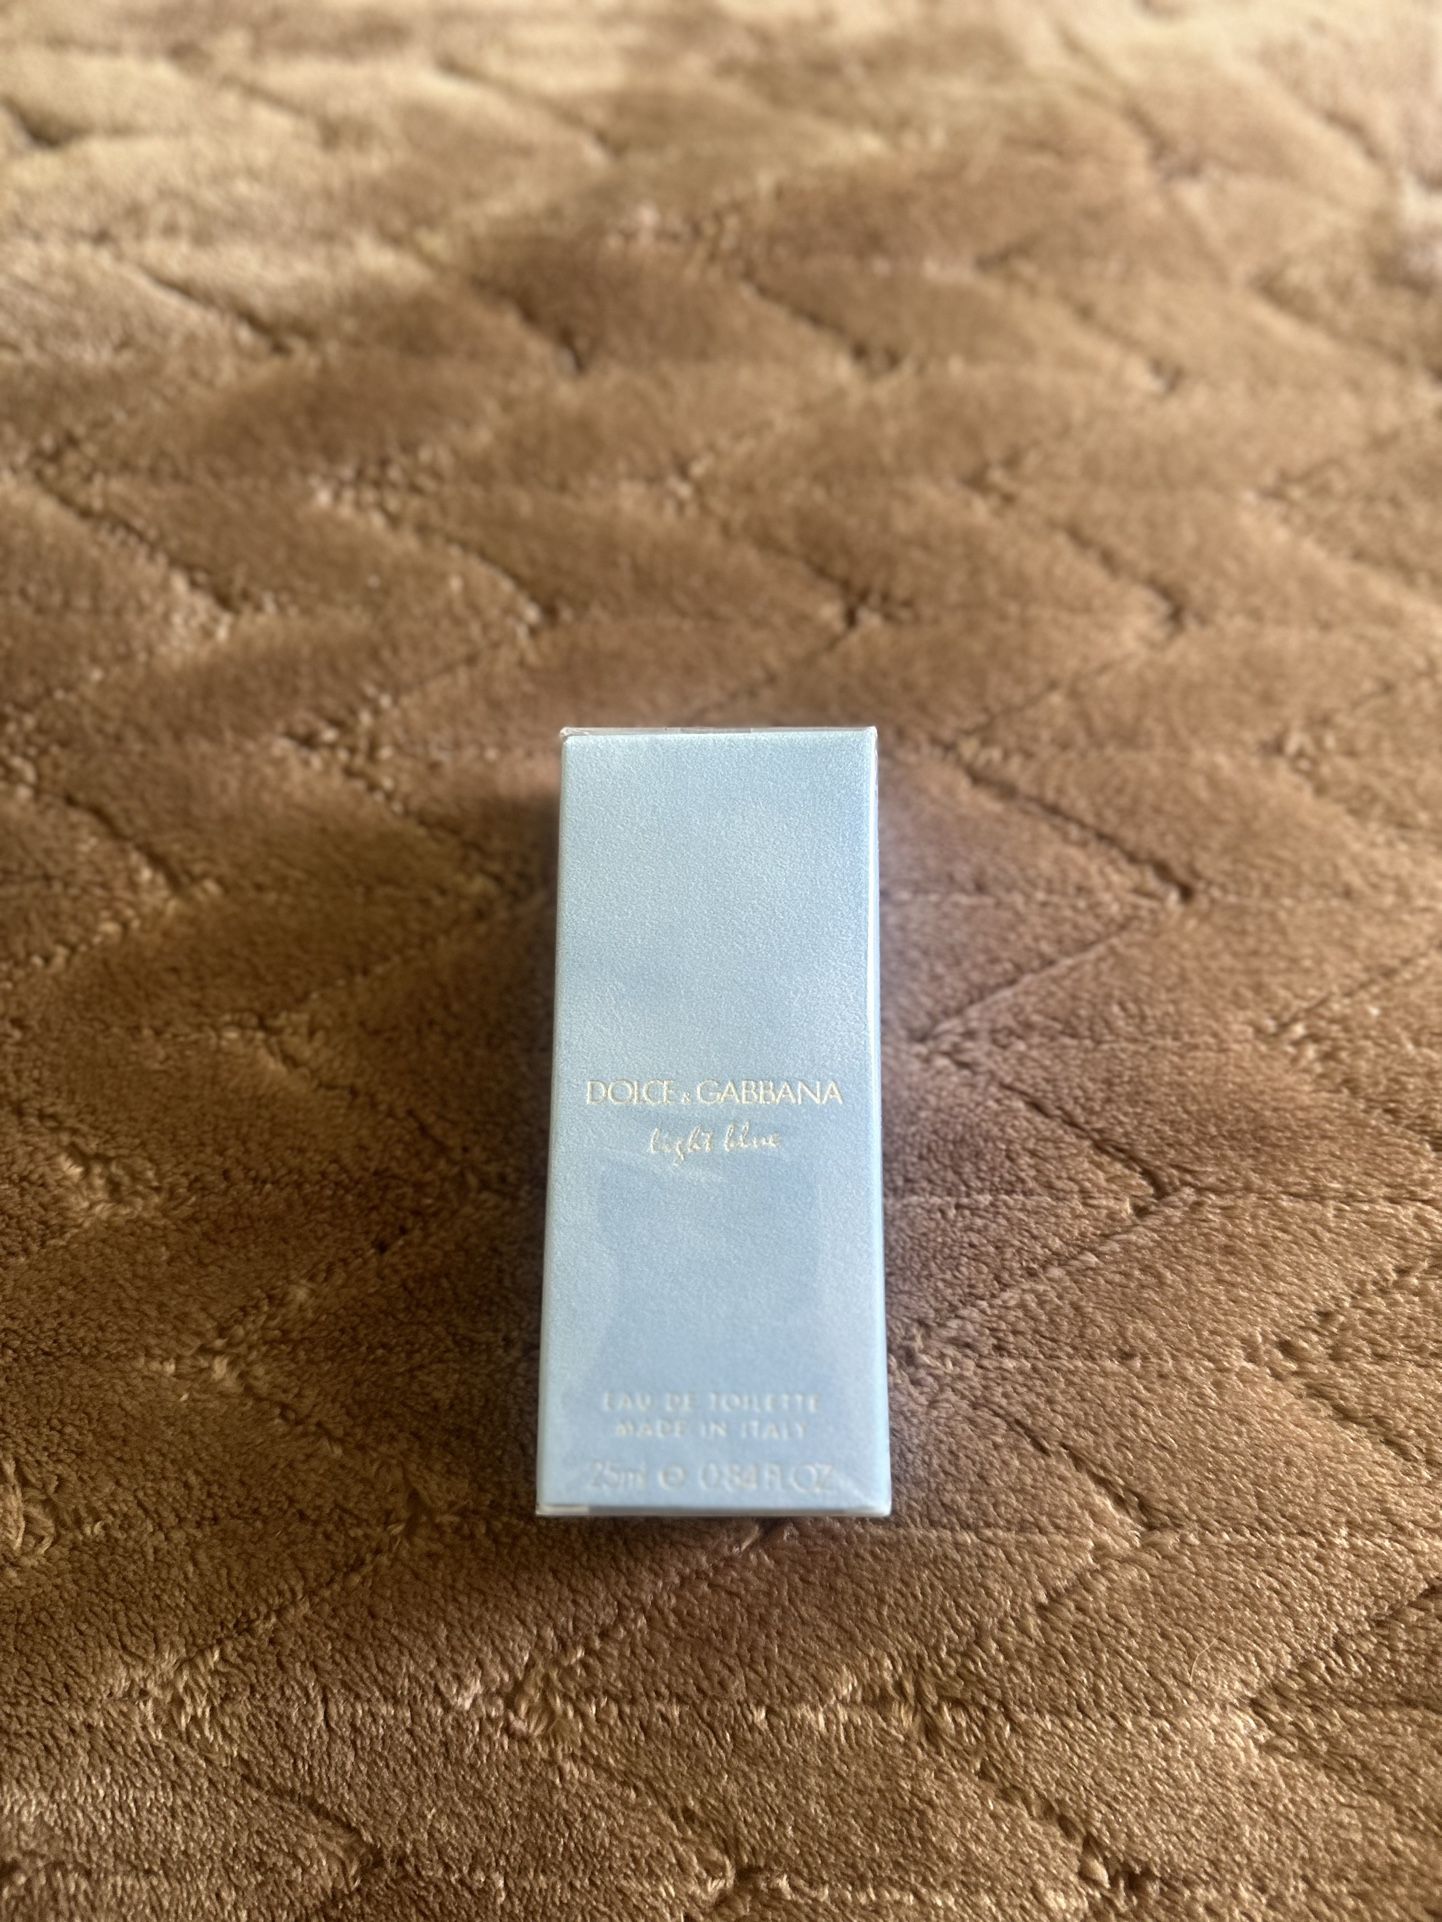 DOLCE & GABBANA
light blue
EAU DE TOILETTE
MADE IN ITALY
25ml ℮ 0.84 FL.OZ.